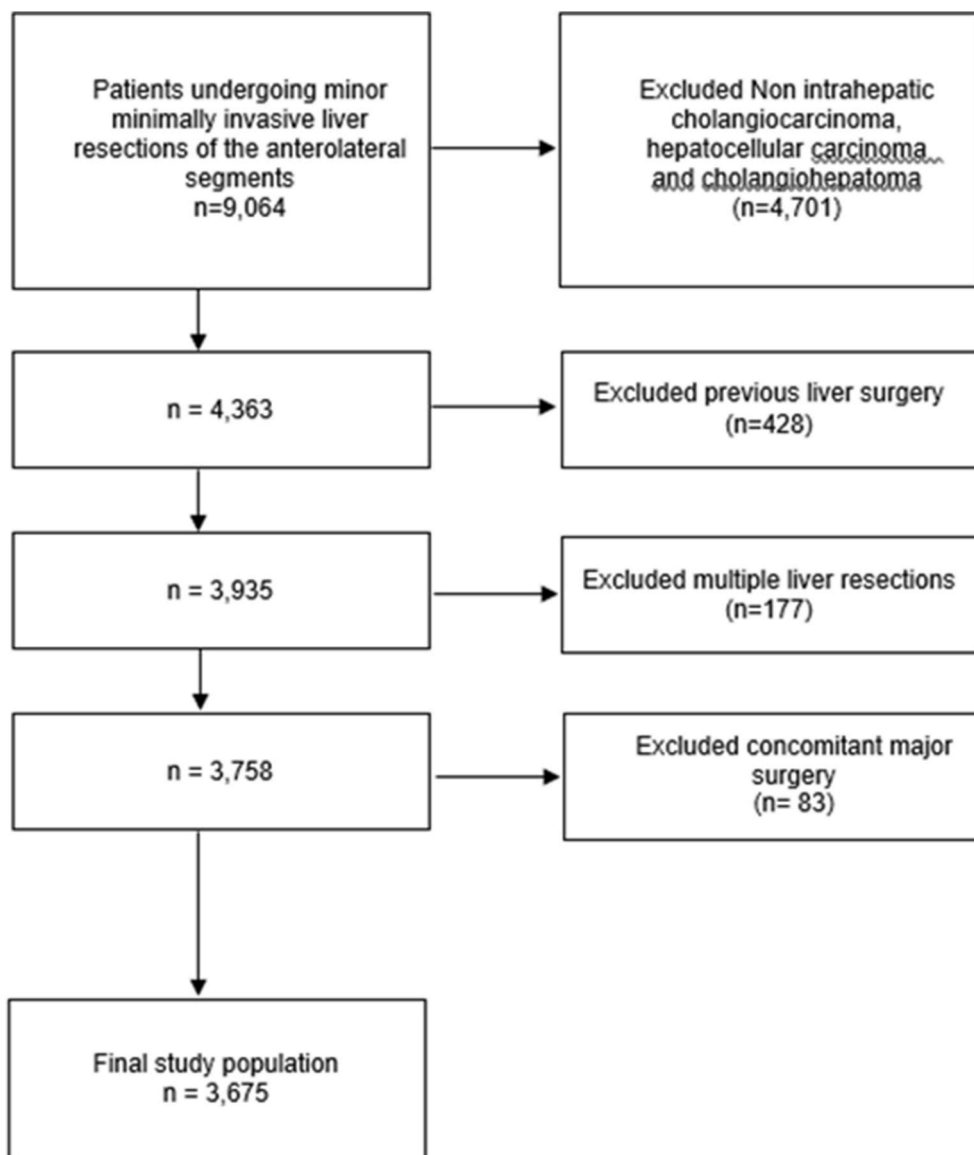 Patients undergoing minor
minimally invasive liver
resections of the anterolateral
segments
n=9,064
Excluded Non intrahepatic
cholangiocarcinoma,
hepatocellular carcinoma
and cholangiohepatoma
(n=4,701)
n = 4,363
Excluded previous liver surgery
(n=428)
n = 3,935
Excluded multiple liver resections
(n=177)
n = 3,758
Excluded concomitant major
surgery
(n= 83)
Final study population
n = 3,675